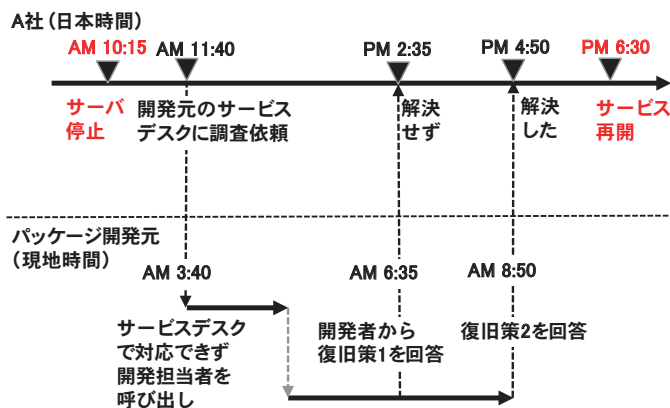 A社(日本時間)
AM 10:15 AM 11:40 PM 2:35 PM 4:50 PM 6:30
サーバ
停止
開発元のサービス
デスクに調査依頼
解決
せず
解決
した
サービス
再開
パッケージ開発元
(現地時間)
AM 3:40 AM 6:35 AM 8:50
サービスデスク
で対応できず
開発担当者を
呼び出し
開発者から
復旧策1を回答
復旧策2を回答